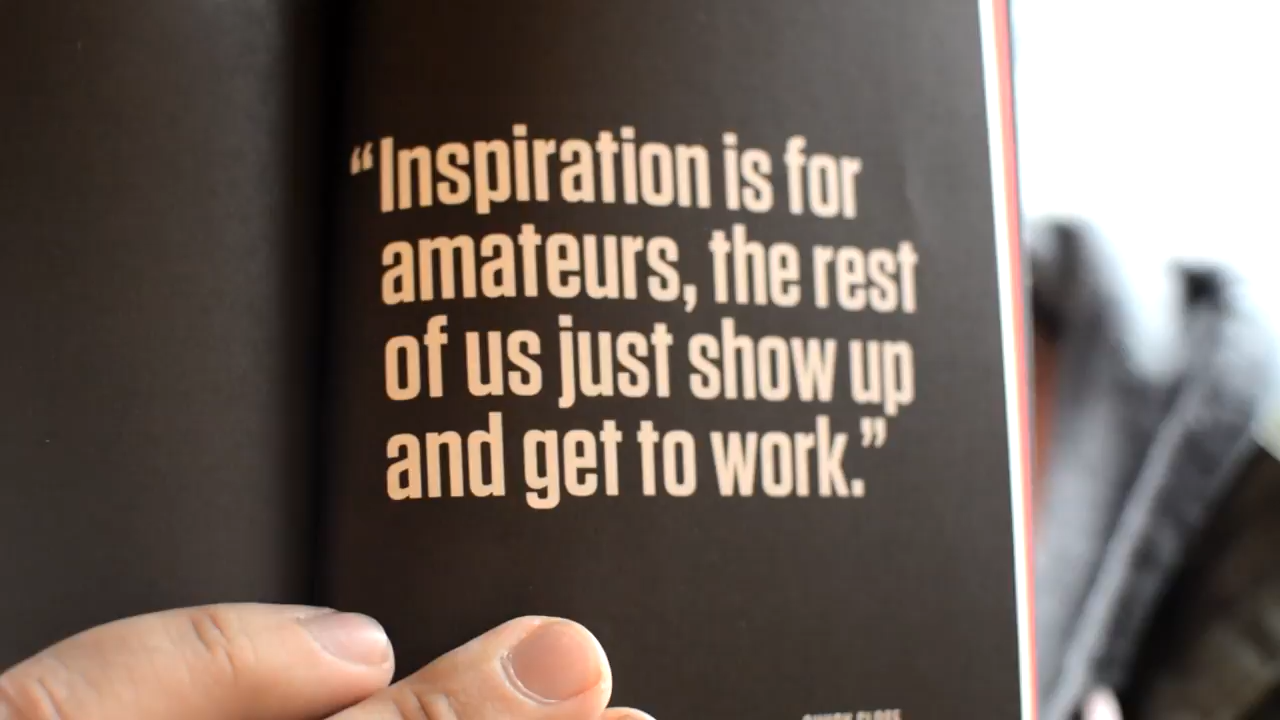 “Inspiration is for
amateurs, the rest
of us just show up
and get to work.”